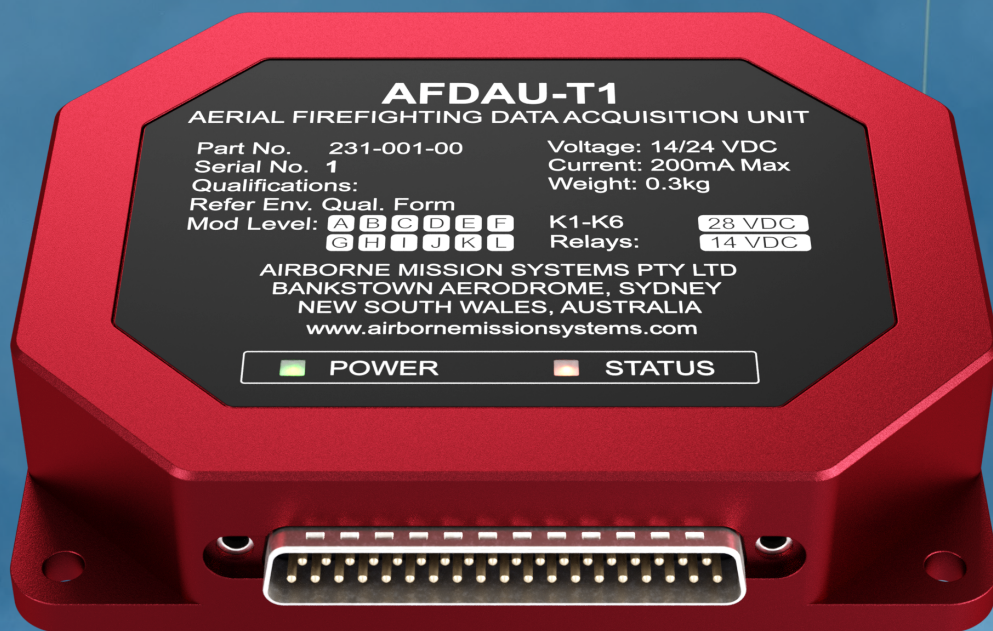 AFDAU-T1
AERIAL FIREFIGHTING DATA ACQUISITION UNIT
Part No. 231-001-00
Serial No. 1
Qualifications:
Refer Env. Qual. Form
Mod Level: A B C D E F
G H I J K L
Voltage: 14/24 VDC
Current: 200mA Max
Weight: 0.3kg
K1-K6 28 VDC
Relays: 14 VDC
AIRBORNE MISSION SYSTEMS PTY LTD
BANKSTOWN AERODROME, SYDNEY
NEW SOUTH WALES, AUSTRALIA
www.airbornemissionsystems.com
POWER STATUS